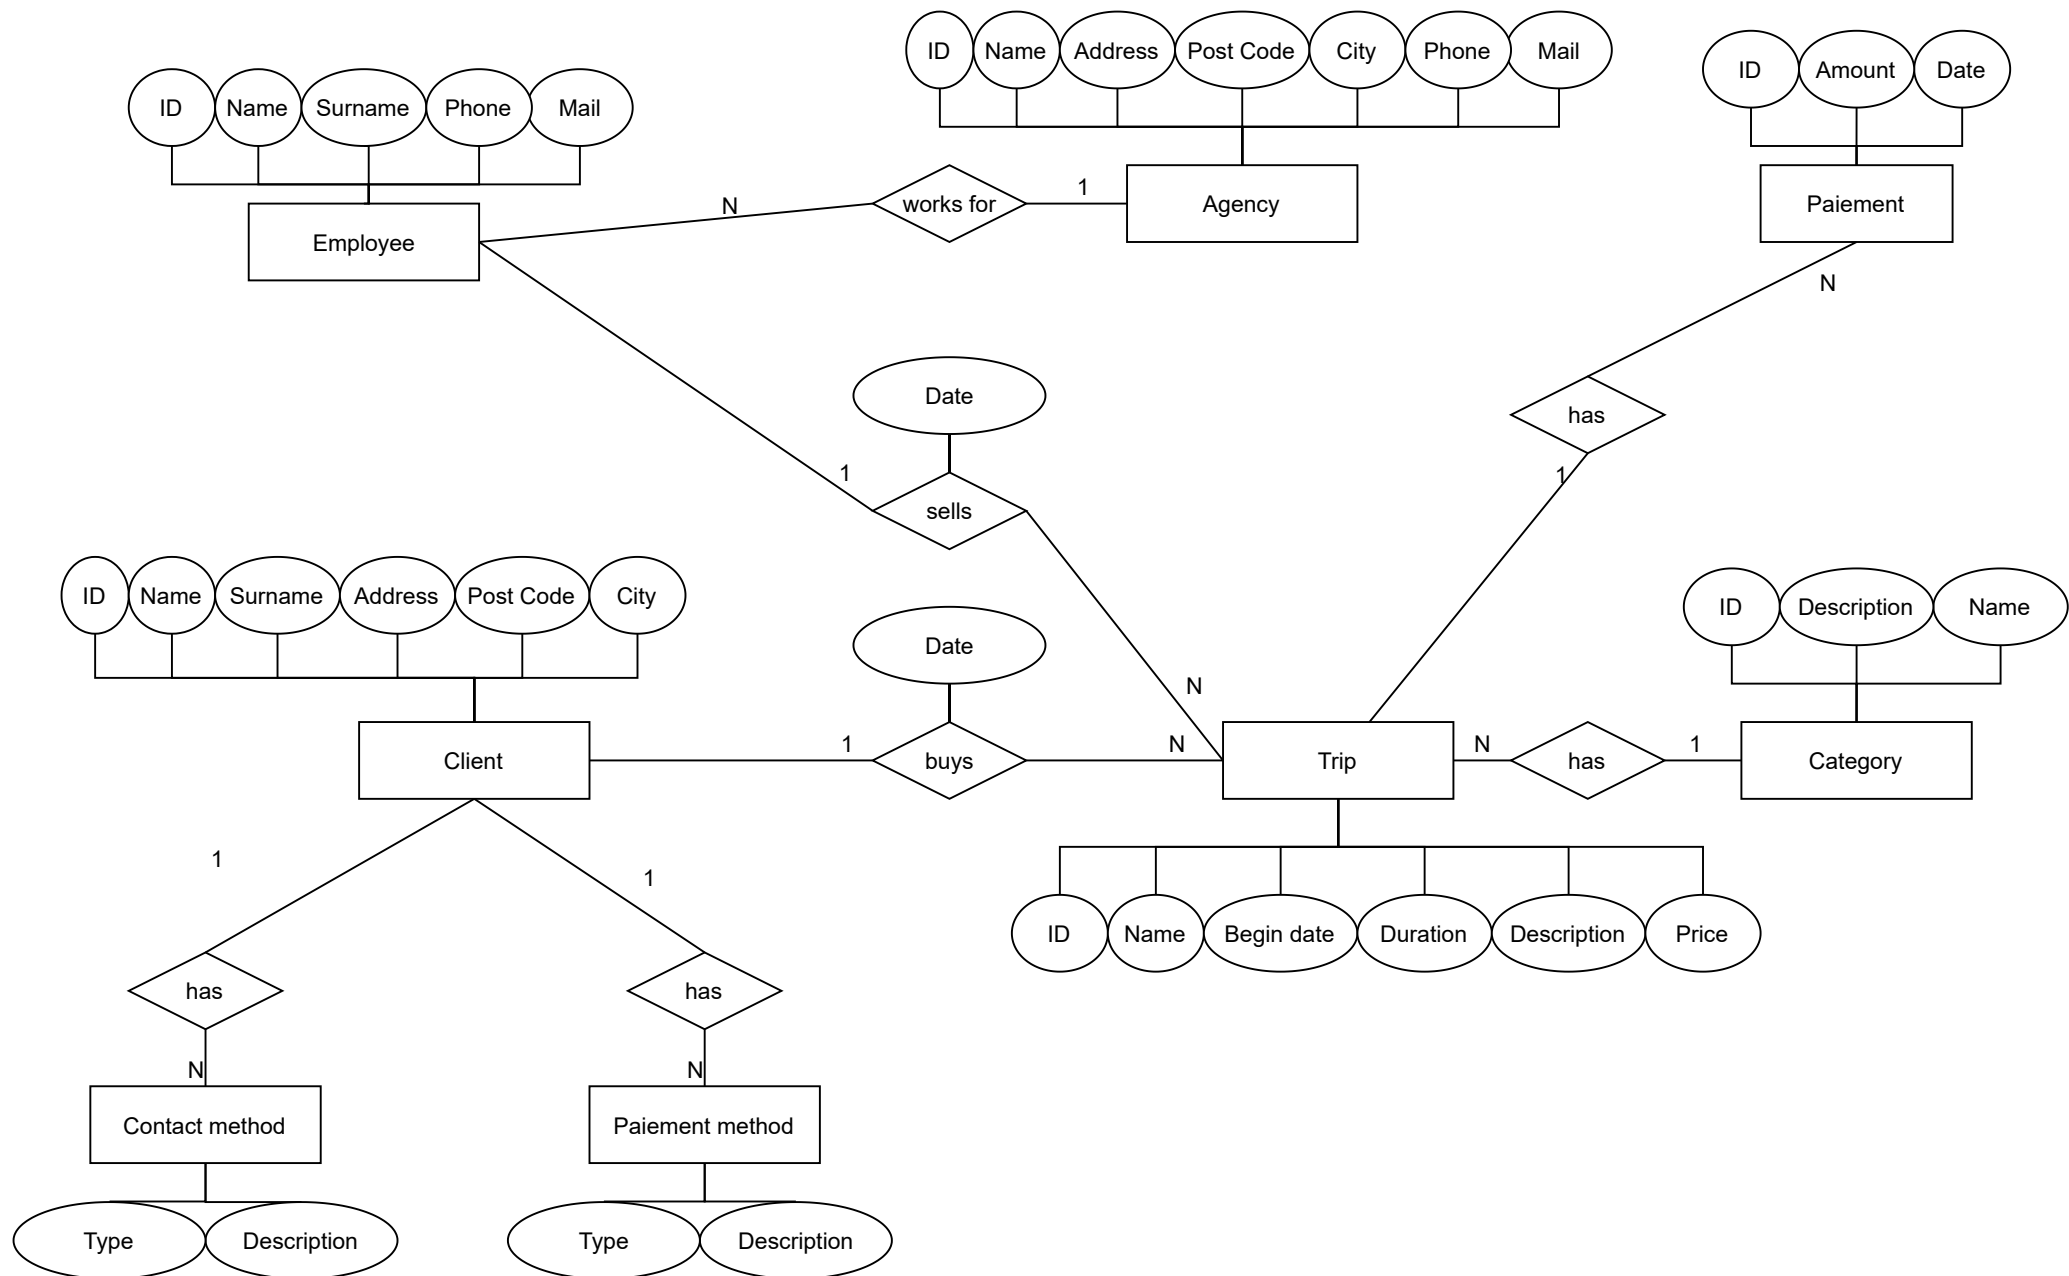 ID Name Address Post Code City Phone Mail
ID Amount Date
ID Name Surname Phone Mail
N
works for
1
Agency
Paiement
Employee
N
Date
has
1
1
sells
ID Name Surname Address Post Code City
Date
ID Description Name
N
Client
1
buys
N
Trip
N
has
1
Category
1
1
ID Name Begin date Duration Description Price
has
has
N
N
Contact method
Paiement method
Type Description
Type Description